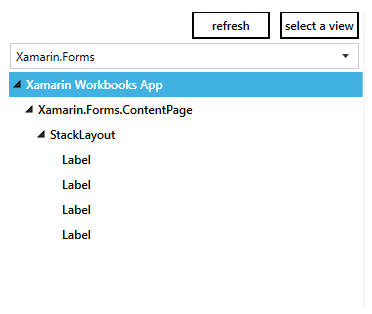 refresh select a view
Xamarin.Forms
Xamarin Workbooks App
Xamarin.Forms.ContentPage
StackLayout
Label
Label
Label
Label